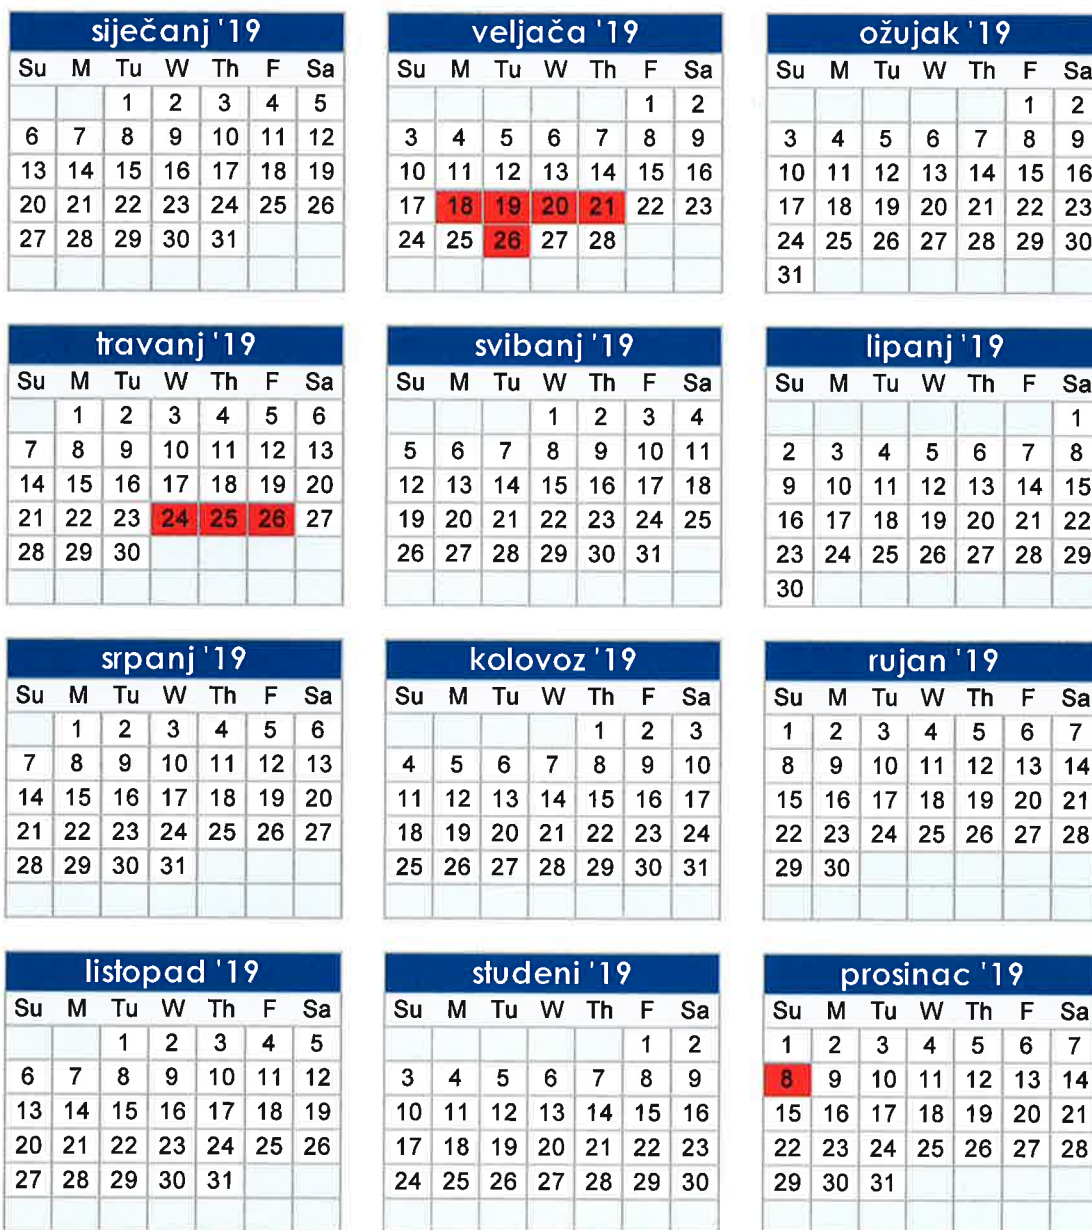 siječanj '19
Su M Tu W Th F Sa
1 2 3 4 5
6 7 8 9 10 11 12
13 14 15 16 17 18 19
20 21 22 23 24 25 26
27 28 29 30 31
veljača '19
Su M Tu W Th F Sa
1 2
3 4 5 6 7 8 9
10 11 12 13 14 15 16
17 18 19 20 21 22 23
24 25 26 27 28
ožujak '19
Su M Tu W Th F Sa
1 2
3 4 5 6 7 8 9
10 11 12 13 14 15 16
17 18 19 20 21 22 23
24 25 26 27 28 29 30
31
travanj '19
Su M Tu W Th F Sa
1 2 3 4 5 6
7 8 9 10 11 12 13
14 15 16 17 18 19 20
21 22 23 24 25 26 27
28 29 30
svibanj '19
Su M Tu W Th F Sa
1 2 3 4
5 6 7 8 9 10 11
12 13 14 15 16 17 18
19 20 21 22 23 24 25
26 27 28 29 30 31
lipanj '19
Su M Tu W Th F Sa
1
2 3 4 5 6 7 8
9 10 11 12 13 14 15
16 17 18 19 20 21 22
23 24 25 26 27 28 29
30
srpanj '19
Su M Tu W Th F Sa
1 2 3 4 5 6
7 8 9 10 11 12 13
14 15 16 17 18 19 20
21 22 23 24 25 26 27
28 29 30 31
kolovoz '19
Su M Tu W Th F Sa
1 2 3
4 5 6 7 8 9 10
11 12 13 14 15 16 17
18 19 20 21 22 23 24
25 26 27 28 29 30 31
rujan '19
Su M Tu W Th F Sa
1 2 3 4 5 6 7
8 9 10 11 12 13 14
15 16 17 18 19 20 21
22 23 24 25 26 27 28
29 30
listopad '19
Su M Tu W Th F Sa
1 2 3 4 5
6 7 8 9 10 11 12
13 14 15 16 17 18 19
20 21 22 23 24 25 26
27 28 29 30 31
studeni '19
Su M Tu W Th F Sa
1 2
3 4 5 6 7 8 9
10 11 12 13 14 15 16
17 18 19 20 21 22 23
24 25 26 27 28 29 30
prosinac '19
Su M Tu W Th F Sa
1 2 3 4 5 6 7
8 9 10 11 12 13 14
15 16 17 18 19 20 21
22 23 24 25 26 27 28
29 30 31